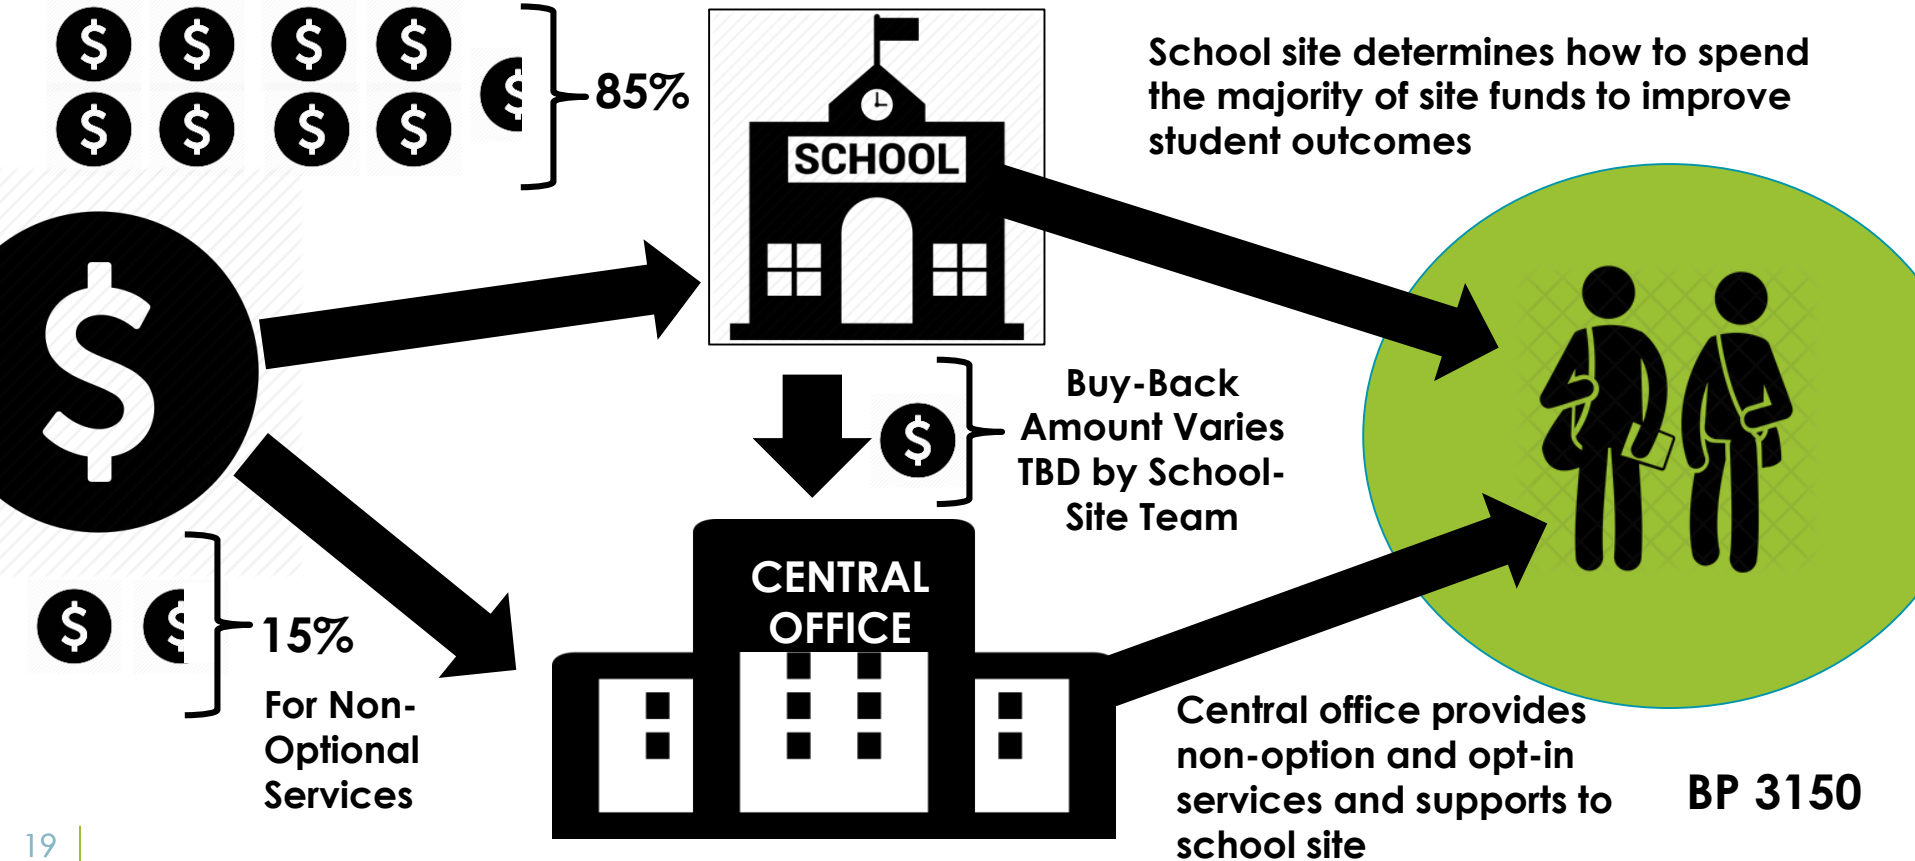 85%
SCHOOL
School site determines how to spend
the majority of site funds to improve
student outcomes
Buy-Back
Amount Varies
TBD by School-
Site Team
15%
For Non-
Optional
Services
CENTRAL
OFFICE
Central office provides
non-option and opt-in
services and supports to
school site
BP 3150
19